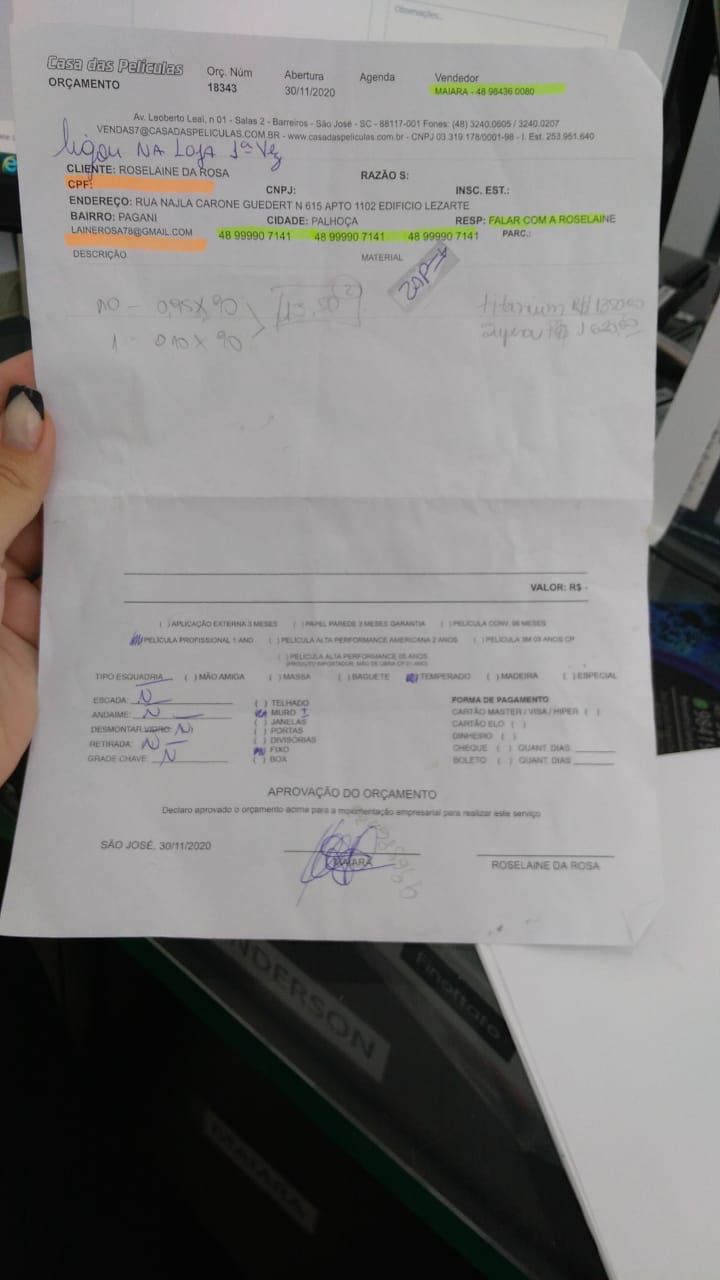 Observações...
Casa das Películas
Orç. Núm Abertura Agenda Vendedor
ORÇAMENTO 18343 30/11/2020 MAIARA - 48 98436 0080
Av. Leoberto Leal, n 01 - Salas 2 - Barreiros - São José - SC - 88117-001 Fones: (48) 3240.0605 / 3240.0207
VENDAS7@CASADASPELICULAS.COM.BR - www.casadaspeliculas.com.br - CNPJ 03.319.178/0001-98 - I. Est. 253.951.640
Ligou NA LOJA 1ª Vez
CLIENTE: ROSELAINE DA ROSA RAZÃO S:
CPF: CNPJ: INSC. EST.:
ENDEREÇO: RUA NAJLA CARONE GUEDERT N 615 APTO 1102 EDIFICIO LEZARTE
BAIRRO: PAGANI CIDADE: PALHOÇA RESP: FALAR COM A ROSELAINE
LAINEROSA78@GMAIL.COM 48 99990 7141 48 99990 7141 48 99990 7141 PARC.:
DESCRIÇÃO MATERIAL
10 - 095 X 90
1 - 010 X 90
VALOR: R$ -
( ) APLICAÇÃO EXTERNA 3 MESES ( ) PAPEL PAREDE 3 MESES GARANTIA ( ) PELÍCULA CONV. 06 MESES
PELÍCULA PROFISSIONAL 1 ANO ( ) PELÍCULA ALTA PERFORMANCE AMERICANA 2 ANOS ( ) PELÍCULA 3M 03 ANOS CP
( ) PELÍCULA ALTA PERFORMANCE 05 ANOS
TIPO ESQUADRIA ( ) MÃO AMIGA ( ) MASSA ( ) BAGUETE TEMPERADO ( ) MADEIRA ( ) ESPECIAL
ESCADA: N ( ) TELHADO FORMA DE PAGAMENTO
ANDAIME: N MURO CARTÃO MASTER / VISA / HIPER ( )
( ) JANELAS CARTÃO ELO ( )
DESMONTAR VIDRO: N ( ) PORTAS DINHEIRO ( )
RETIRADA: N ( ) DIVISÓRIAS CHEQUE ( ) QUANT. DIAS
FIXO
GRADE CHAVE: N ( ) BOX BOLETO ( ) QUANT. DIAS
APROVAÇÃO DO ORÇAMENTO
Declaro aprovado o orçamento acima para a movimentação empresarial para realizar este serviço
SÃO JOSÉ, 30/11/2020 MAIARA ROSELAINE DA ROSA
NDERSON
Finottato
MAIARA